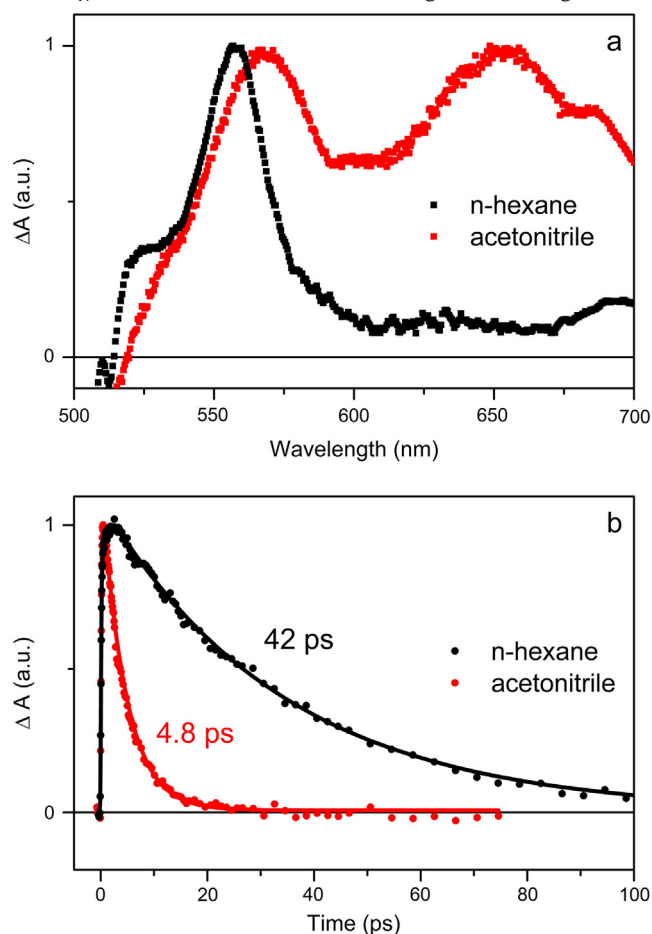 a
1
ΔA (a.u.)
n-hexane
acetonitrile
0
500 550 600 650 700
Wavelength (nm)
b
1
Δ A (a.u.)
42 ps
n-hexane
acetonitrile
4.8 ps
0
0 20 40 60 80 100
Time (ps)